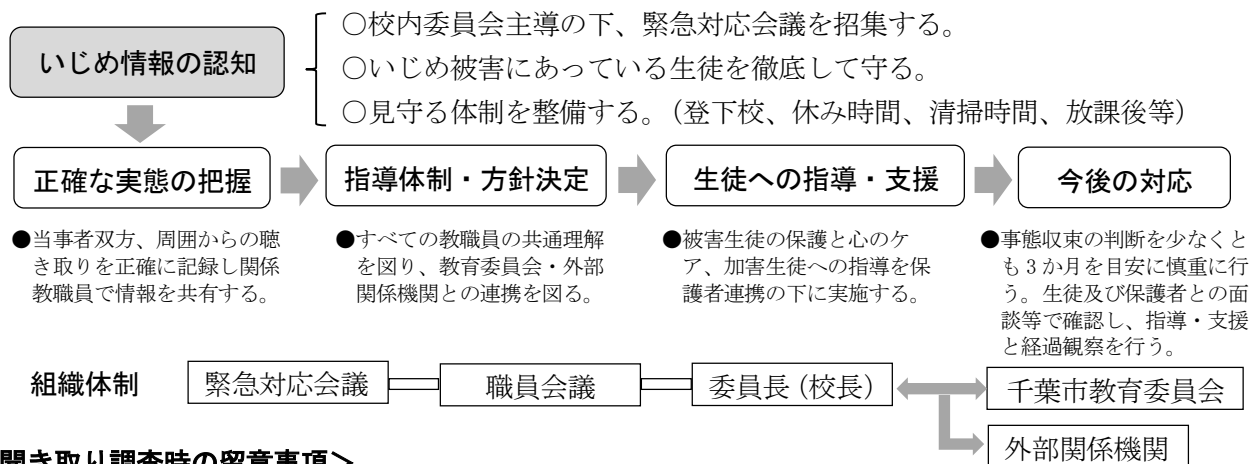 いじめ情報の認知
○校内委員会主導の下、緊急対応会議を招集する。
○いじめ被害にあっている生徒を徹底して守る。
○見守る体制を整備する。（登下校、休み時間、清掃時間、放課後等）
正確な実態の把握
指導体制・方針決定
生徒への指導・支援
今後の対応
●当事者双方、周囲からの聴
き取りを正確に記録し関係
教職員で情報を共有する。
●すべての教職員の共通理解
を図り、教育委員会・外部
関係機関との連携を図る。
●被害生徒の保護と心のケ
ア、加害生徒への指導を保
護者連携の下に実施する。
●事態収束の判断を少なくと
も３か月を目安に慎重に行
う。生徒及び保護者との面
談等で確認し、指導・支援
と経過観察を行う。
組織体制
緊急対応会議
職員会議
委員長（校長）
千葉市教育委員会
外部関係機関
聞き取り調査時の留意事項＞